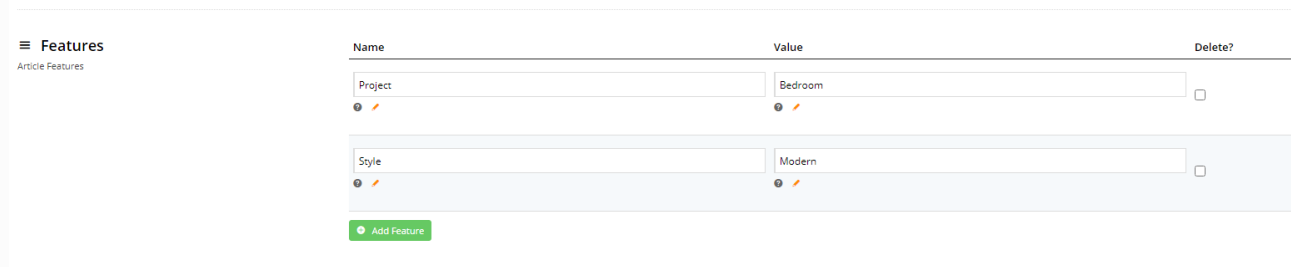 Features
Article Features
Name Value Delete?
Project Bedroom
Style Modern
Add Feature